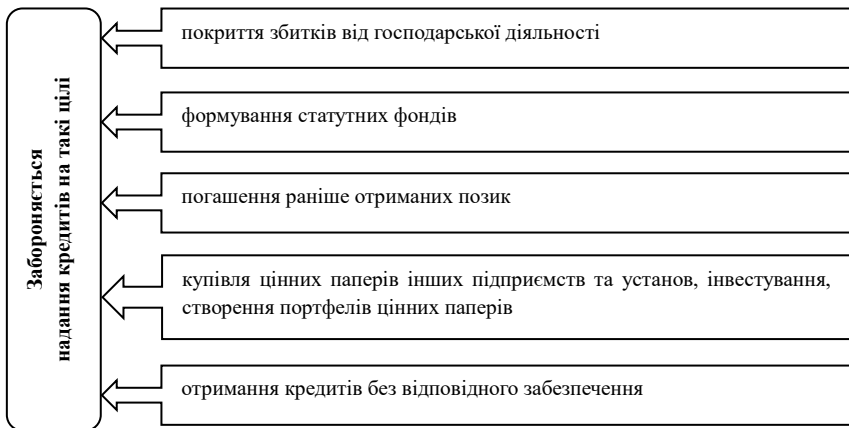 Забороняється
надання кредитів на такі цілі
покриття збитків від господарської діяльності
формування статутних фондів
погашення раніше отриманих позик
купівля цінних паперів інших підприємств та установ, інвестування,
створення портфелів цінних паперів
отримання кредитів без відповідного забезпечення